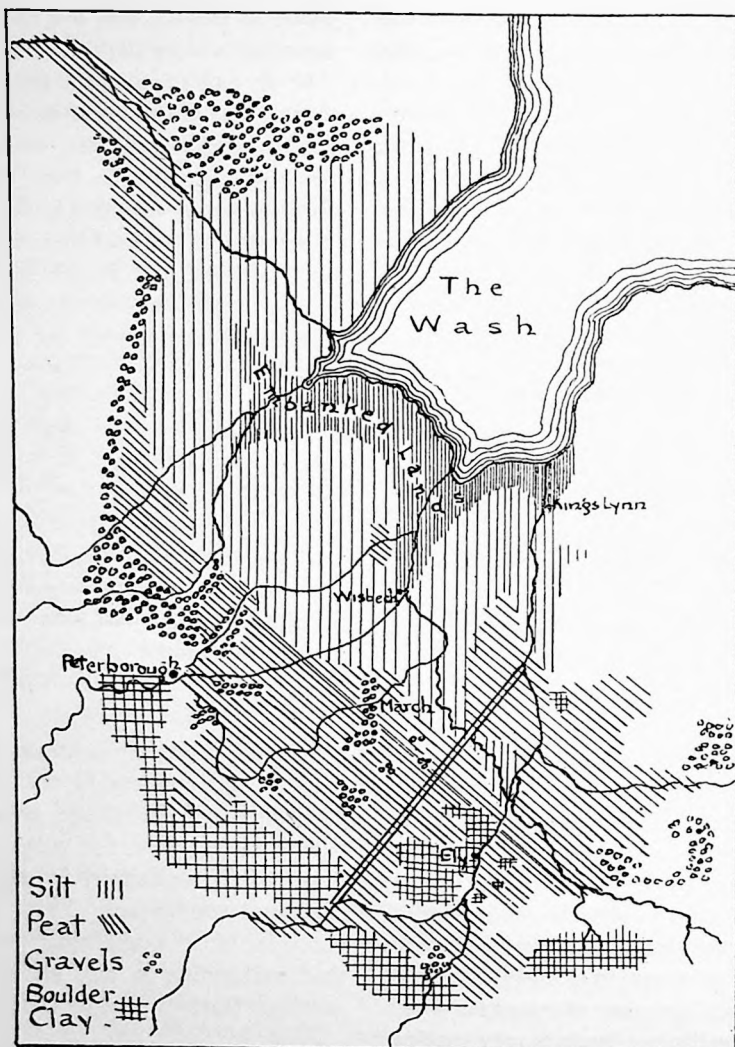 The
Wash
Embanked Lands
Kings Lynn
Wisbech
Peterborough
March
Ely
Silt
Peat
Gravels
Boulder
Clay.